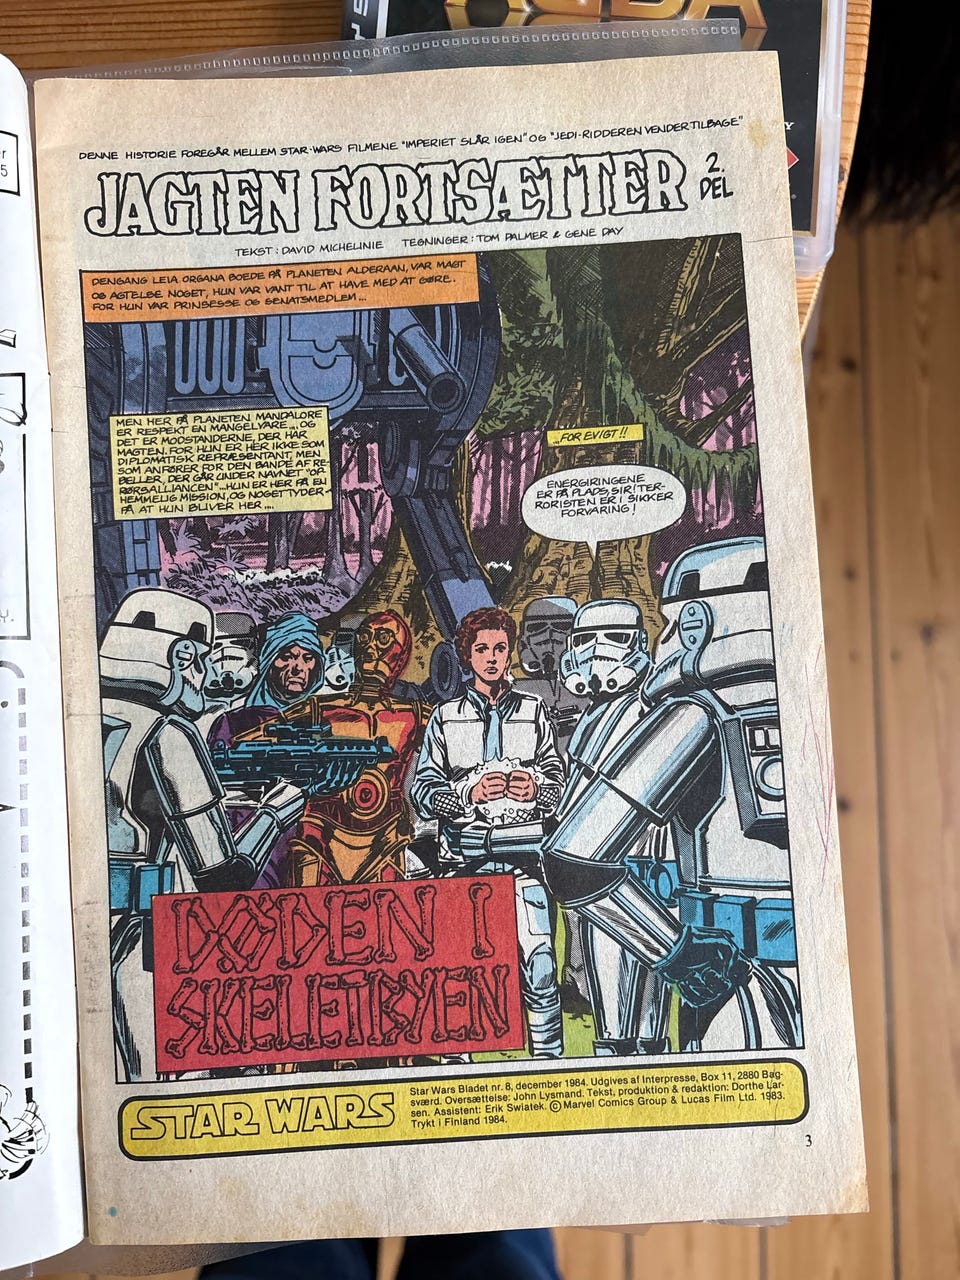 DENNE HISTORIE FOREGÅR MELLEM STAR-WARS FILMENE "IMPERIET SLÅR IGEN" OG "JEDI-RIDDEREN VENDER TILBAGE"
JAGTEN FORTSÆTTER 2. DEL
TEKST: DAVID MICHELINIE TEGNINGER: TOM PALMER & GENE DAY
DENGANG LEIA ORGANA BOEDE PÅ PLANETEN ALDERAAN, VAR MAGT
OG AGTELSE NOGET, HUN VAR VANT TIL AT HAVE MED AT GØRE.
FOR HUN VAR PRINSESSE OG SENATSMEDLEM...
MEN HER PÅ PLANETEN MANDALORE
ER RESPEKT EN MANGELVARE.... OG
DET ER MODSTANDERNE, DER HAR
MAGTEN. FOR HUN ER HER IKKE SOM
DIPLOMATISK REFRÆSENTANT, MEN
SOM ANFØRER FOR DEN BANDE AF RE-
BELLER, DER GÅR UNDER NAVNET "OP-
RØRSALLIANCEN"... HUN ER HER PÅ EN
HEMMELIG MISSION, OG NOGET TYDER
PÅ AT HUN BLIVER HER....
...FOR EVIGT!!
ENERGIRINGENE
ER PÅ PLADS, SIR! TER-
RORISTEN ER I SIKKER
FORVARING!
DØDEN I
SKELETBYEN
STAR WARS
Star Wars Bladet nr. 8, december 1984. Udgives af Interpresse, Box 11, 2880 Bag-
sværd. Oversættelse: John Lysmand. Tekst, produktion & redaktion: Dorthe Lar-
sen. Assistent: Erik Swiatek. © Marvel Comics Group & Lucas Film Ltd. 1983.
Trykt i Finland 1984.
3